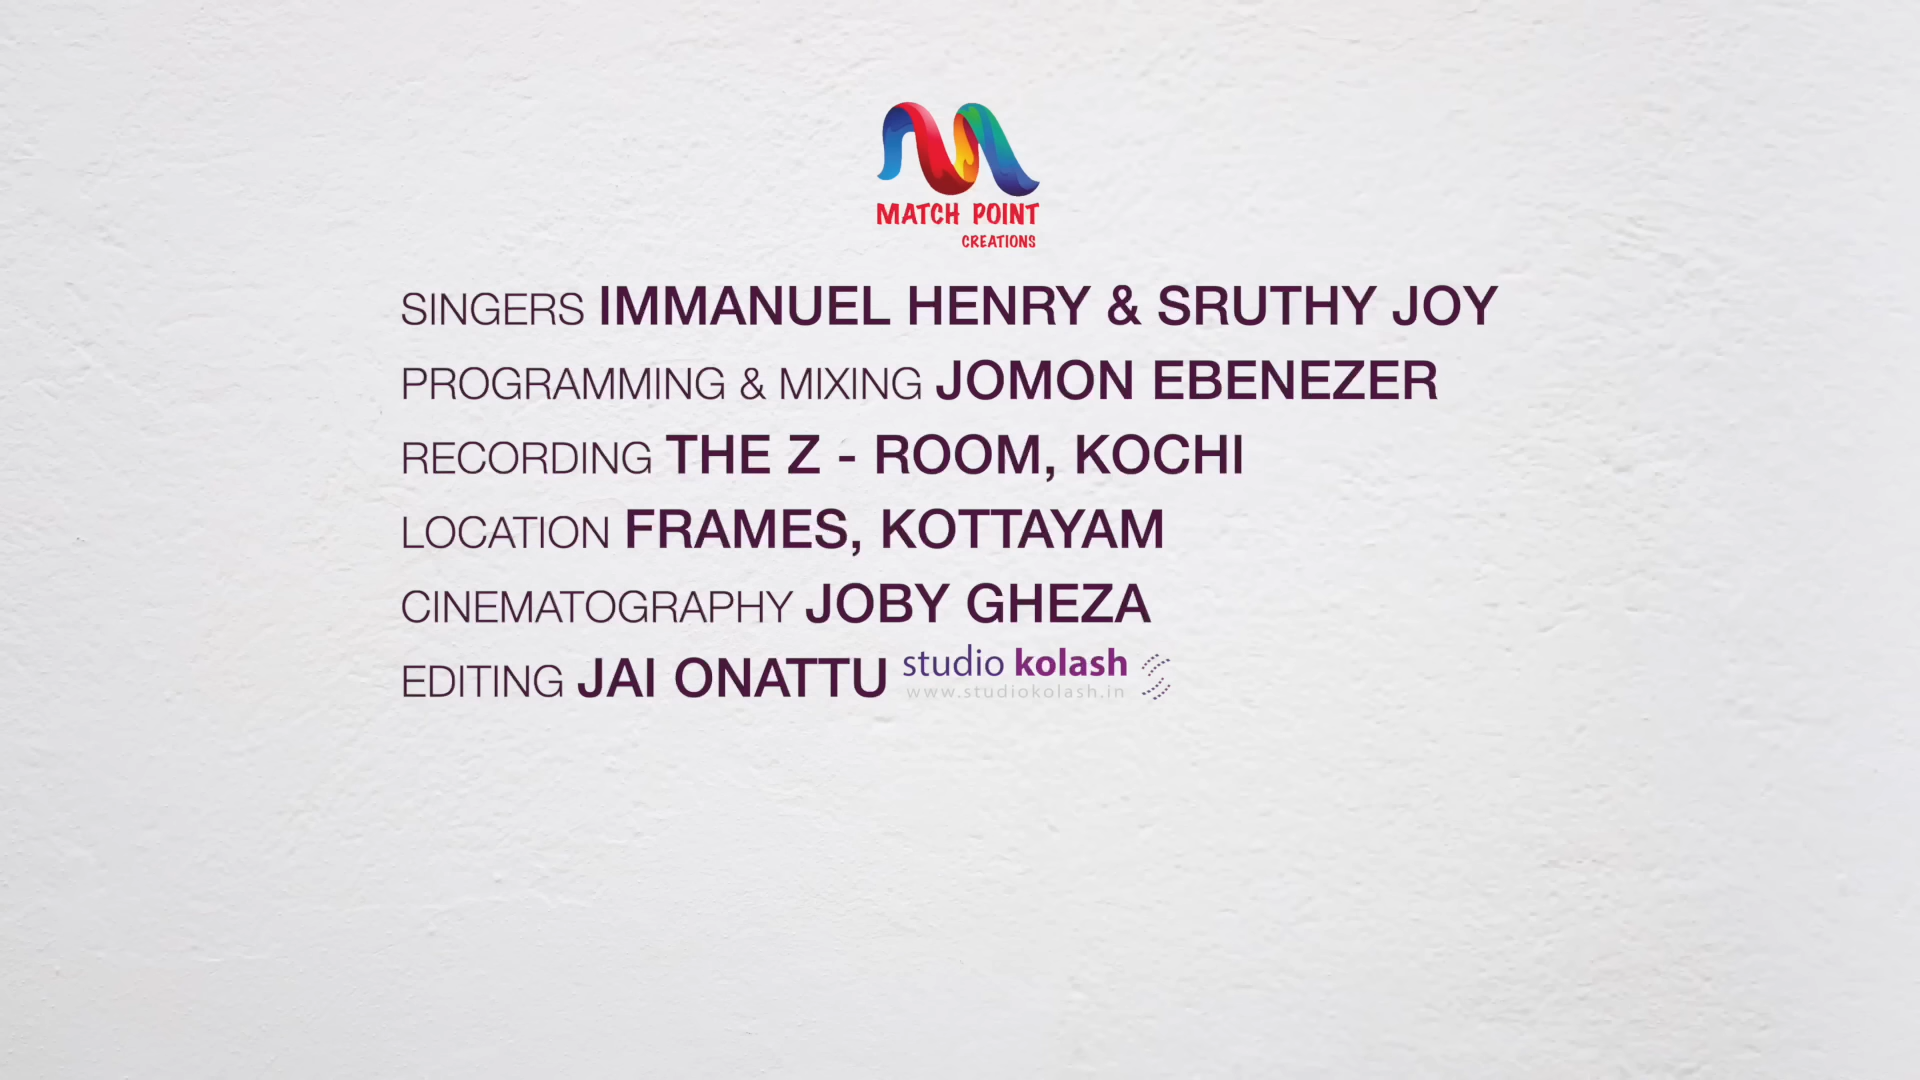 MATCH POINT
CREATIONS
SINGERS IMMANUEL HENRY & SRUTHY JOY
PROGRAMMING & MIXING JOMON EBENEZER
RECORDING THE Z - ROOM, KOCHI
LOCATION FRAMES, KOTTAYAM
CINEMATOGRAPHY JOBY GHEZA
EDITING JAI ONATTU studio kolash
www.studiokolash.in